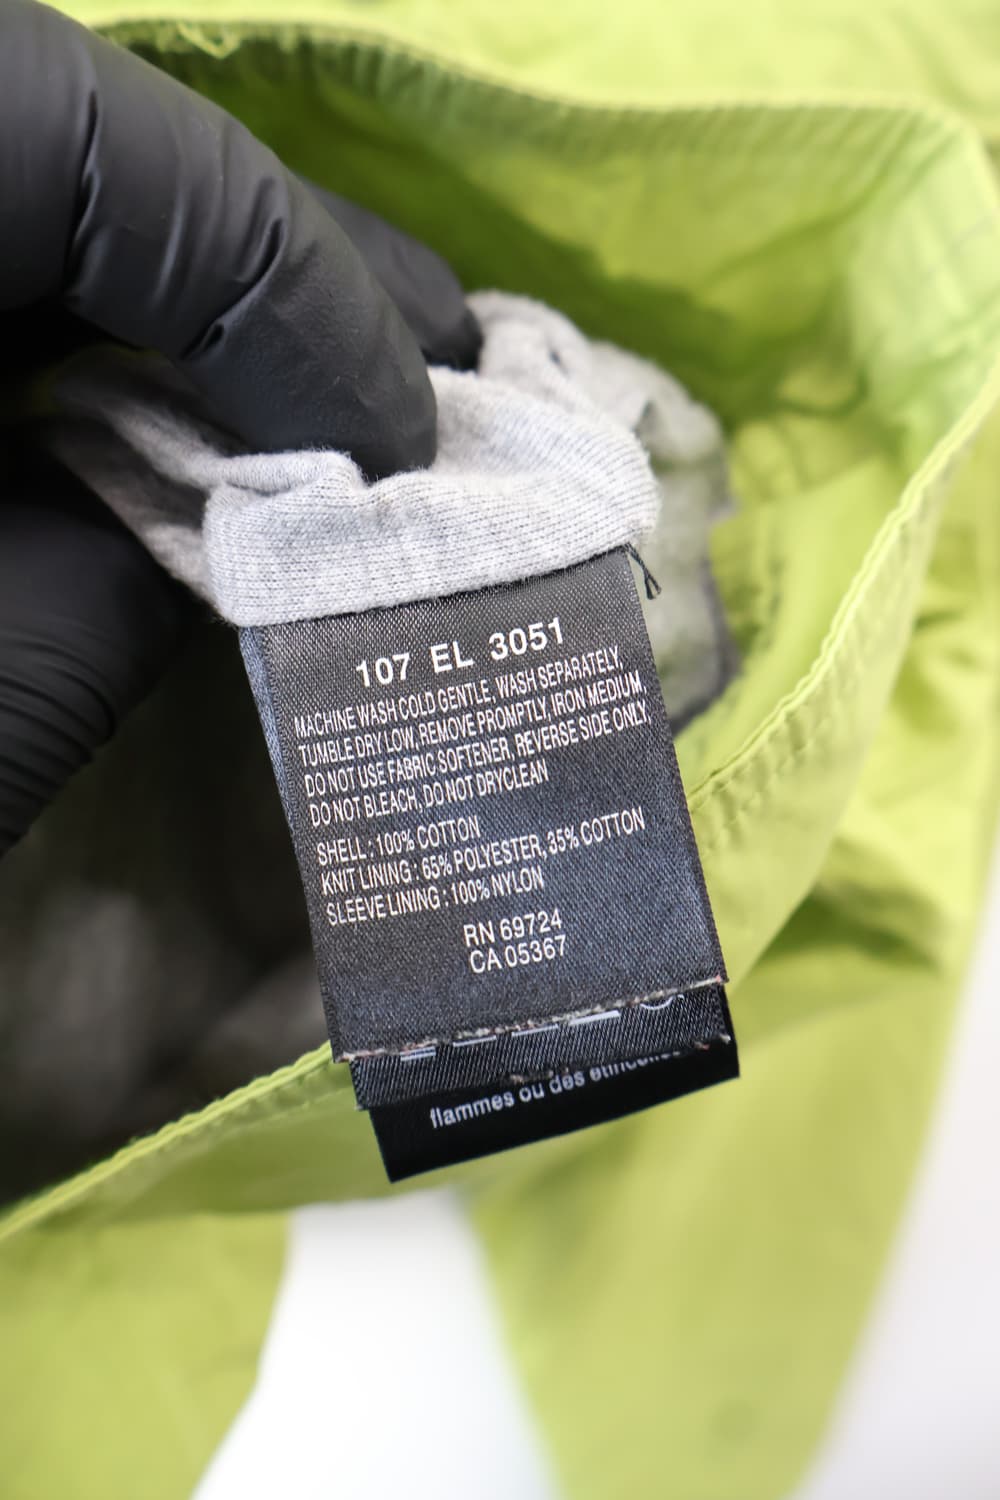 107 EL 3051
MACHINE WASH COLD GENTLE, WASH SEPARATELY,
TUMBLE DRY LOW, REMOVE PROMPTLY, IRON MEDIUM,
DO NOT USE FABRIC SOFTENER, REVERSE SIDE ONLY.
DO NOT BLEACH, DO NOT DRYCLEAN
SHELL : 100% COTTON
KNIT LINING : 65% POLYESTER, 35% COTTON
SLEEVE LINING : 100% NYLON
RN 69724
CA 05367
flammes ou des